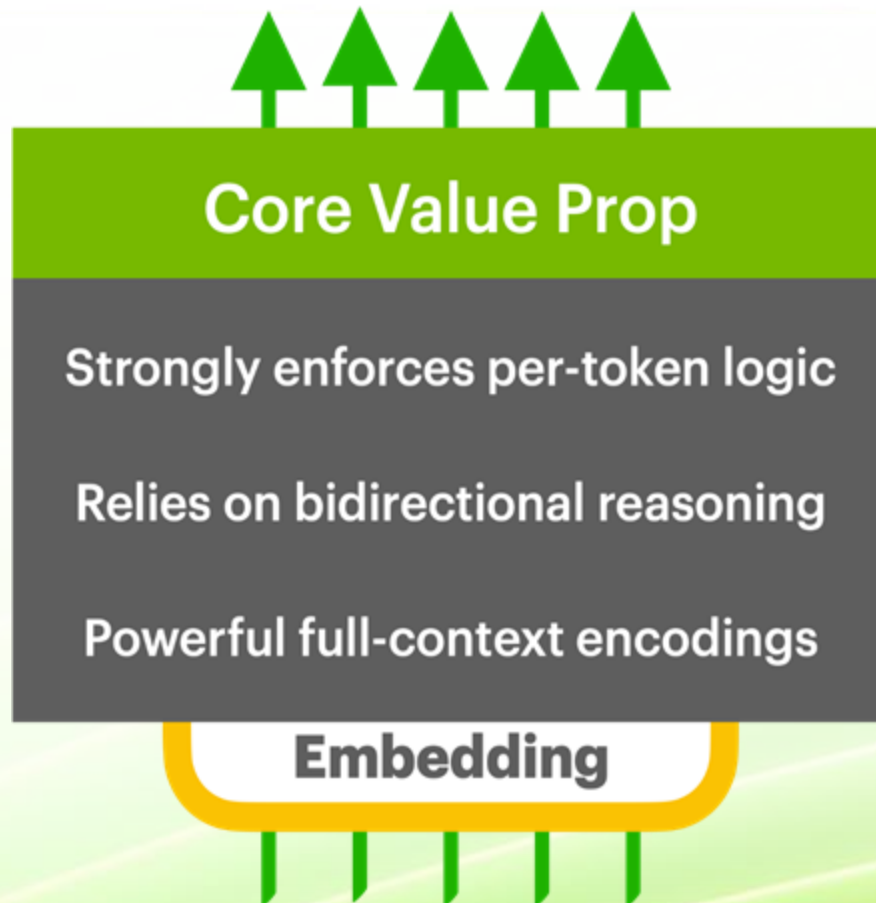 Core Value Prop
Strongly enforces per-token logic
Relies on bidirectional reasoning
Powerful full-context encodings
Embedding